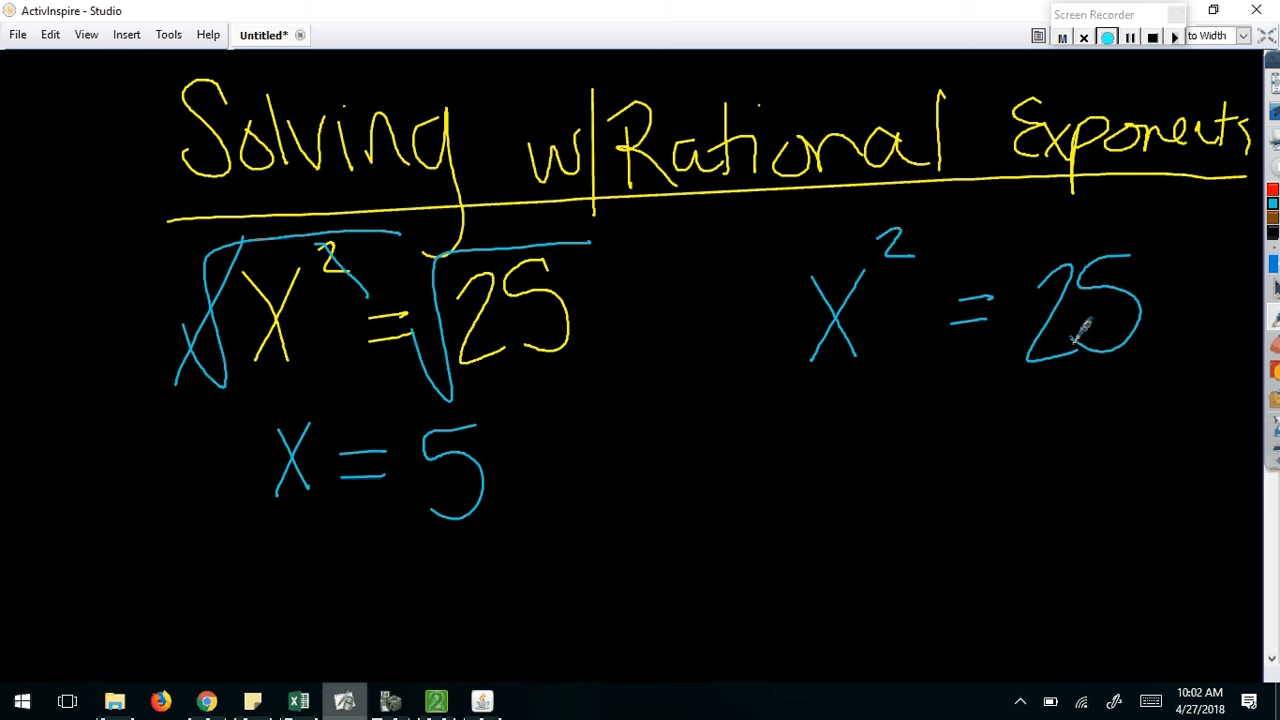 ActivInspire - Studio
Screen Recorder
File Edit View Insert Tools Help Untitled*
M to Width
Solving w/ Rational Exponents
√x² = √25
x² = 25
x = 5
10:02 AM
4/27/2018